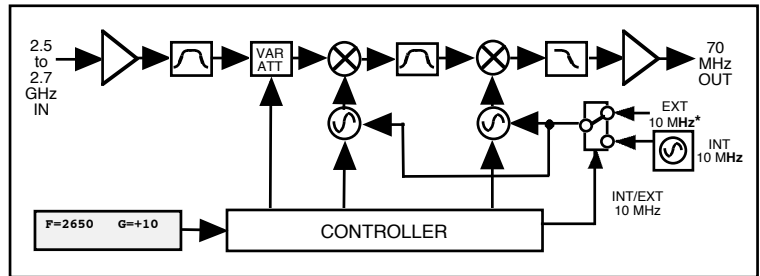 2.5
to
2.7
GHz
IN
VAR
ATT
70
MHz
OUT
EXT
10 MHz*
INT
10 MHz
INT/EXT
10 MHz
F=2650 G=+10
CONTROLLER